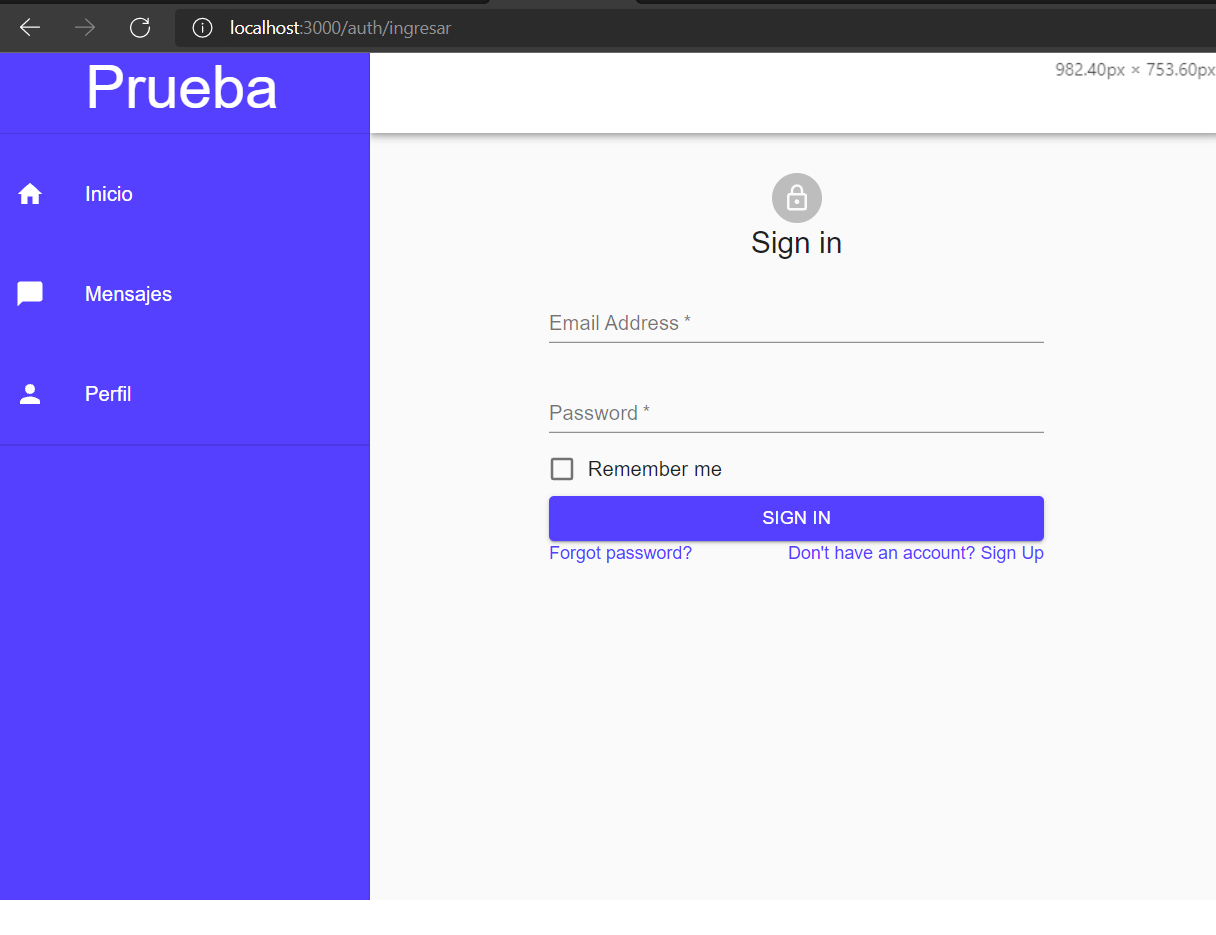 localhost:3000/auth/ingresar
Prueba
982.40px × 753.60px
Inicio
Mensajes
Perfil
Sign in
Email Address *
Password *
Remember me
SIGN IN
Forgot password? Don't have an account? Sign Up